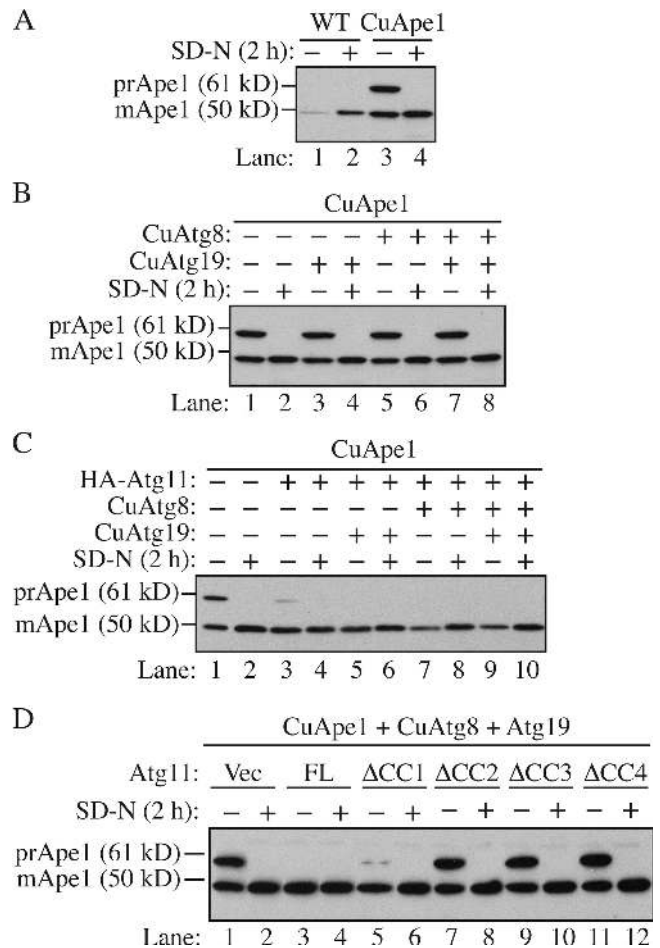 A
WT CuApe1
SD-N (2 h): − + − +
prApe1 (61 kD)
mApe1 (50 kD)
Lane: 1 2 3 4
B
CuApe1
CuAtg8: − − − − + + + +
CuAtg19: − − + + − − + +
SD-N (2 h): − + − + − + − +
prApe1 (61 kD)
mApe1 (50 kD)
Lane: 1 2 3 4 5 6 7 8
C
CuApe1
HA-Atg11: − − + + + + + + + +
CuAtg8: − − − − − − + + + +
CuAtg19: − − − − + + − − + +
SD-N (2 h): − + − + − + − + − +
prApe1 (61 kD)
mApe1 (50 kD)
Lane: 1 2 3 4 5 6 7 8 9 10
D
CuApe1 + CuAtg8 + Atg19
Atg11: Vec FL ΔCC1 ΔCC2 ΔCC3 ΔCC4
SD-N (2 h): − + − + − + − + − + − +
prApe1 (61 kD)
mApe1 (50 kD)
Lane: 1 2 3 4 5 6 7 8 9 10 11 12